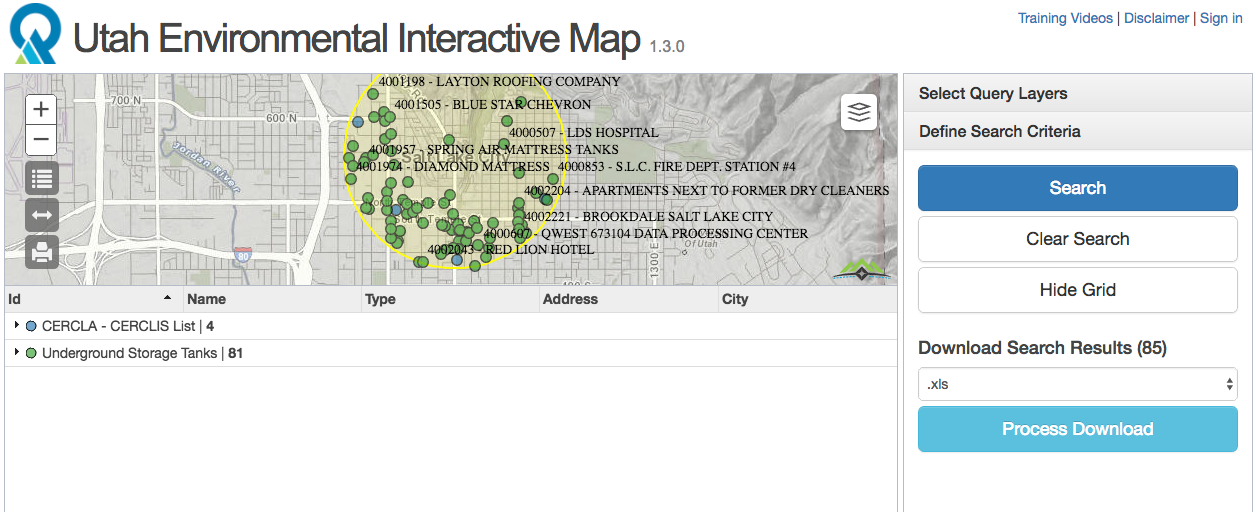 Utah Environmental Interactive Map 1.3.0
Training Videos | Disclaimer | Sign in
4001198 - LAYTON ROOFING COMPANY
700 N
4001505 - BLUE STAR CHEVRON
600 N
4000507 - LDS HOSPITAL
4001957 - SPRING AIR MATTRESS TANKS
Salt Lake City
4001974 - DIAMOND MATTRESS 4000853 - S.L.C. FIRE DEPT. STATION #4
Jordan River
4002204 - APARTMENTS NEXT TO FORMER DRY CLEANERS
4002221 - BROOKDALE SALT LAKE CITY
4000607 - QWEST 673104 DATA PROCESSING CENTER
Of Utah
4002043 - RED LION HOTEL
80
1300 E
+
−
Id Name Type Address City
CERCLA - CERCLIS List | 4
Underground Storage Tanks | 81
Select Query Layers
Define Search Criteria
Search
Clear Search
Hide Grid
Download Search Results (85)
.xls
Process Download